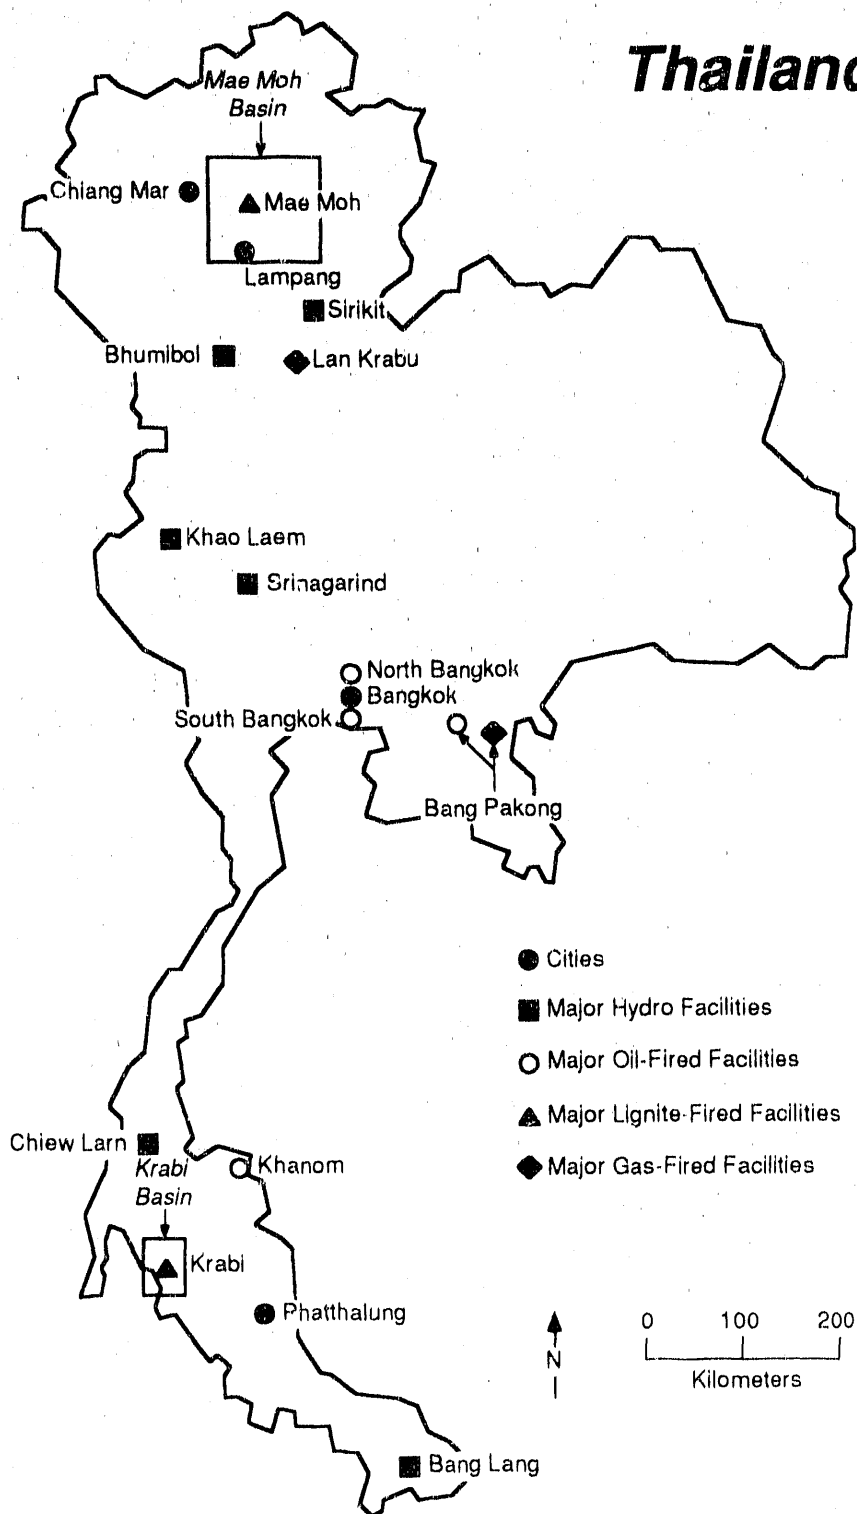 Thailand
Mae Moh
Basin
Chiang Mar
Mae Moh
Lampang
Sirikit
Bhumibol
Lan Krabu
Khao Laem
Srinagarind
North Bangkok
Bangkok
South Bangkok
Bang Pakong
Cities
Major Hydro Facilities
Major Oil-Fired Facilities
Major Lignite-Fired Facilities
Major Gas-Fired Facilities
Chiew Larn
Krabi
Basin
Khanom
Krabi
Phatthalung
0 100 200
Kilometers
N
Bang Lang